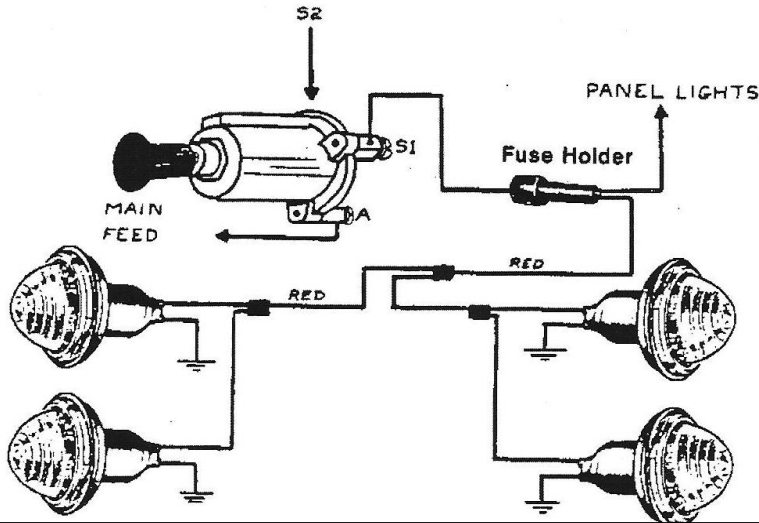 S2
PANEL LIGHTS
S1
Fuse Holder
MAIN
FEED
A
RED
RED